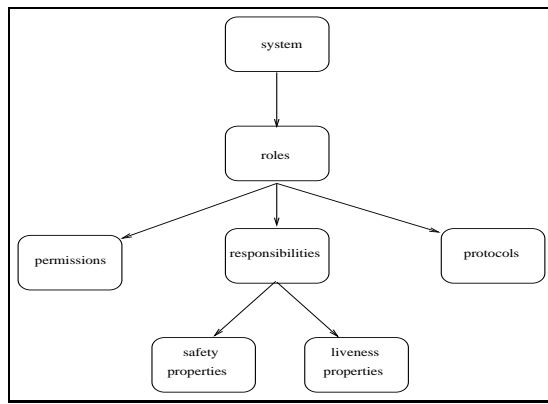 system
roles
permissions
responsibilities
protocols
safety
properties
liveness
properties